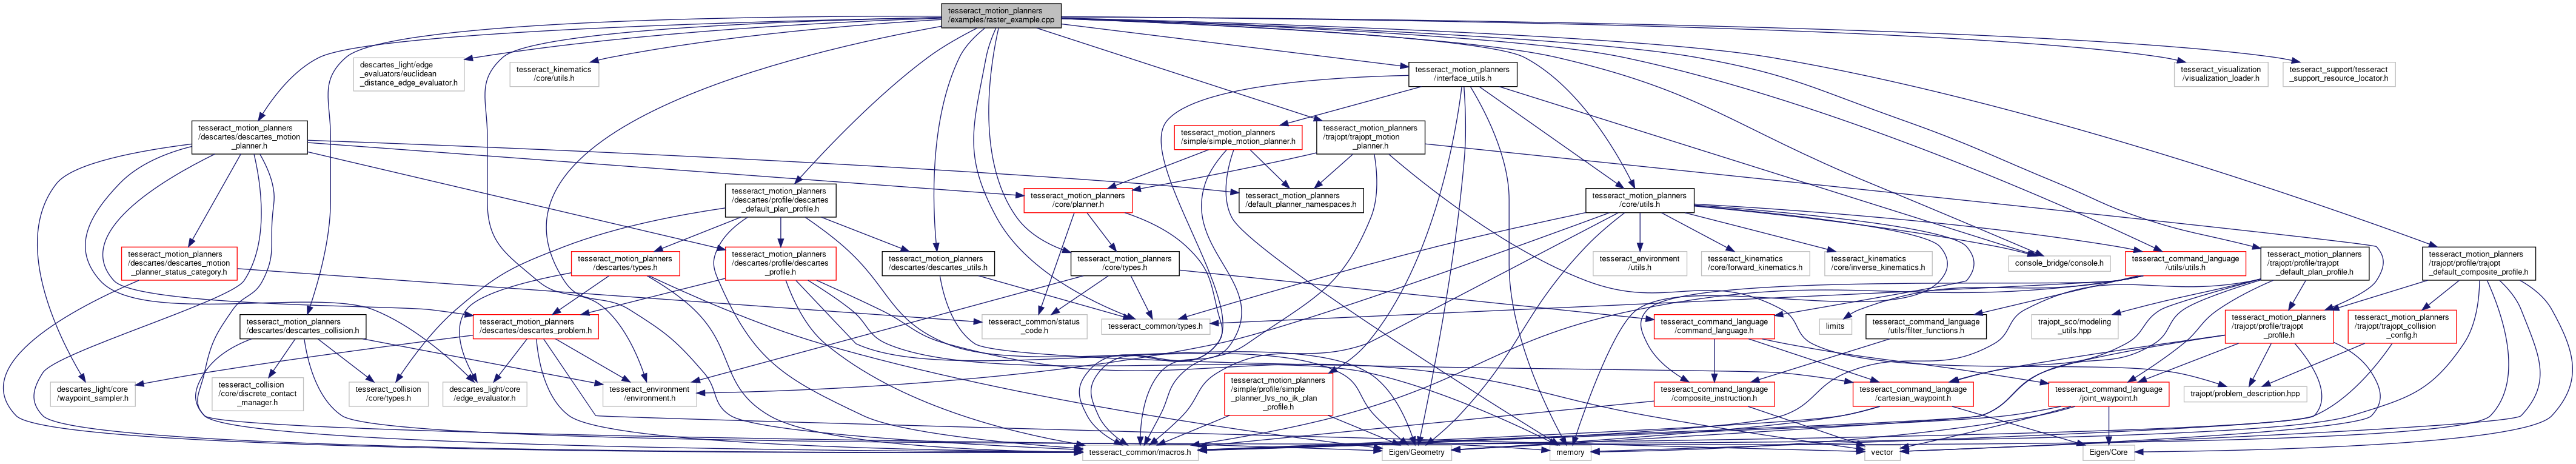 tesseract_motion_planners
/examples/raster_example.cpp
descartes_light/edge
_evaluators/euclidean
_distance_edge_evaluator.h
tesseract_kinematics
/core/utils.h
tesseract_motion_planners
/interface_utils.h
tesseract_visualization
/visualization_loader.h
tesseract_support/tesseract
_support_resource_locator.h
tesseract_motion_planners
/descartes/descartes_motion
_planner.h
tesseract_motion_planners
/simple/simple_motion_planner.h
tesseract_motion_planners
/trajopt/trajopt_motion
_planner.h
tesseract_motion_planners
/descartes/profile/descartes
_default_plan_profile.h
tesseract_motion_planners
/core/planner.h
tesseract_motion_planners
/default_planner_namespaces.h
tesseract_motion_planners
/core/utils.h
tesseract_motion_planners
/descartes/descartes_motion
_planner_status_category.h
tesseract_motion_planners
/descartes/types.h
tesseract_motion_planners
/descartes/profile/descartes
_profile.h
tesseract_motion_planners
/descartes/descartes_utils.h
tesseract_motion_planners
/core/types.h
tesseract_environment
/utils.h
tesseract_kinematics
/core/forward_kinematics.h
tesseract_kinematics
/core/inverse_kinematics.h
console_bridge/console.h
tesseract_command_language
/utils/utils.h
tesseract_motion_planners
/trajopt/profile/trajopt
_default_plan_profile.h
tesseract_motion_planners
/trajopt/profile/trajopt
_default_composite_profile.h
tesseract_motion_planners
/descartes/descartes_collision.h
tesseract_motion_planners
/descartes/descartes_problem.h
tesseract_common/status
_code.h
tesseract_common/types.h
tesseract_command_language
/command_language.h
limits
tesseract_command_language
/utils/filter_functions.h
trajopt_sco/modeling
_utils.hpp
tesseract_motion_planners
/trajopt/profile/trajopt
_profile.h
tesseract_motion_planners
/trajopt/trajopt_collision
_config.h
descartes_light/core
/waypoint_sampler.h
tesseract_collision
/core/discrete_contact
_manager.h
tesseract_collision
/core/types.h
descartes_light/core
/edge_evaluator.h
tesseract_environment
/environment.h
tesseract_motion_planners
/simple/profile/simple
_planner_lvs_no_ik_plan
_profile.h
tesseract_command_language
/composite_instruction.h
tesseract_command_language
/cartesian_waypoint.h
tesseract_command_language
/joint_waypoint.h
trajopt/problem_description.hpp
tesseract_common/macros.h
Eigen/Geometry
memory
vector
Eigen/Core